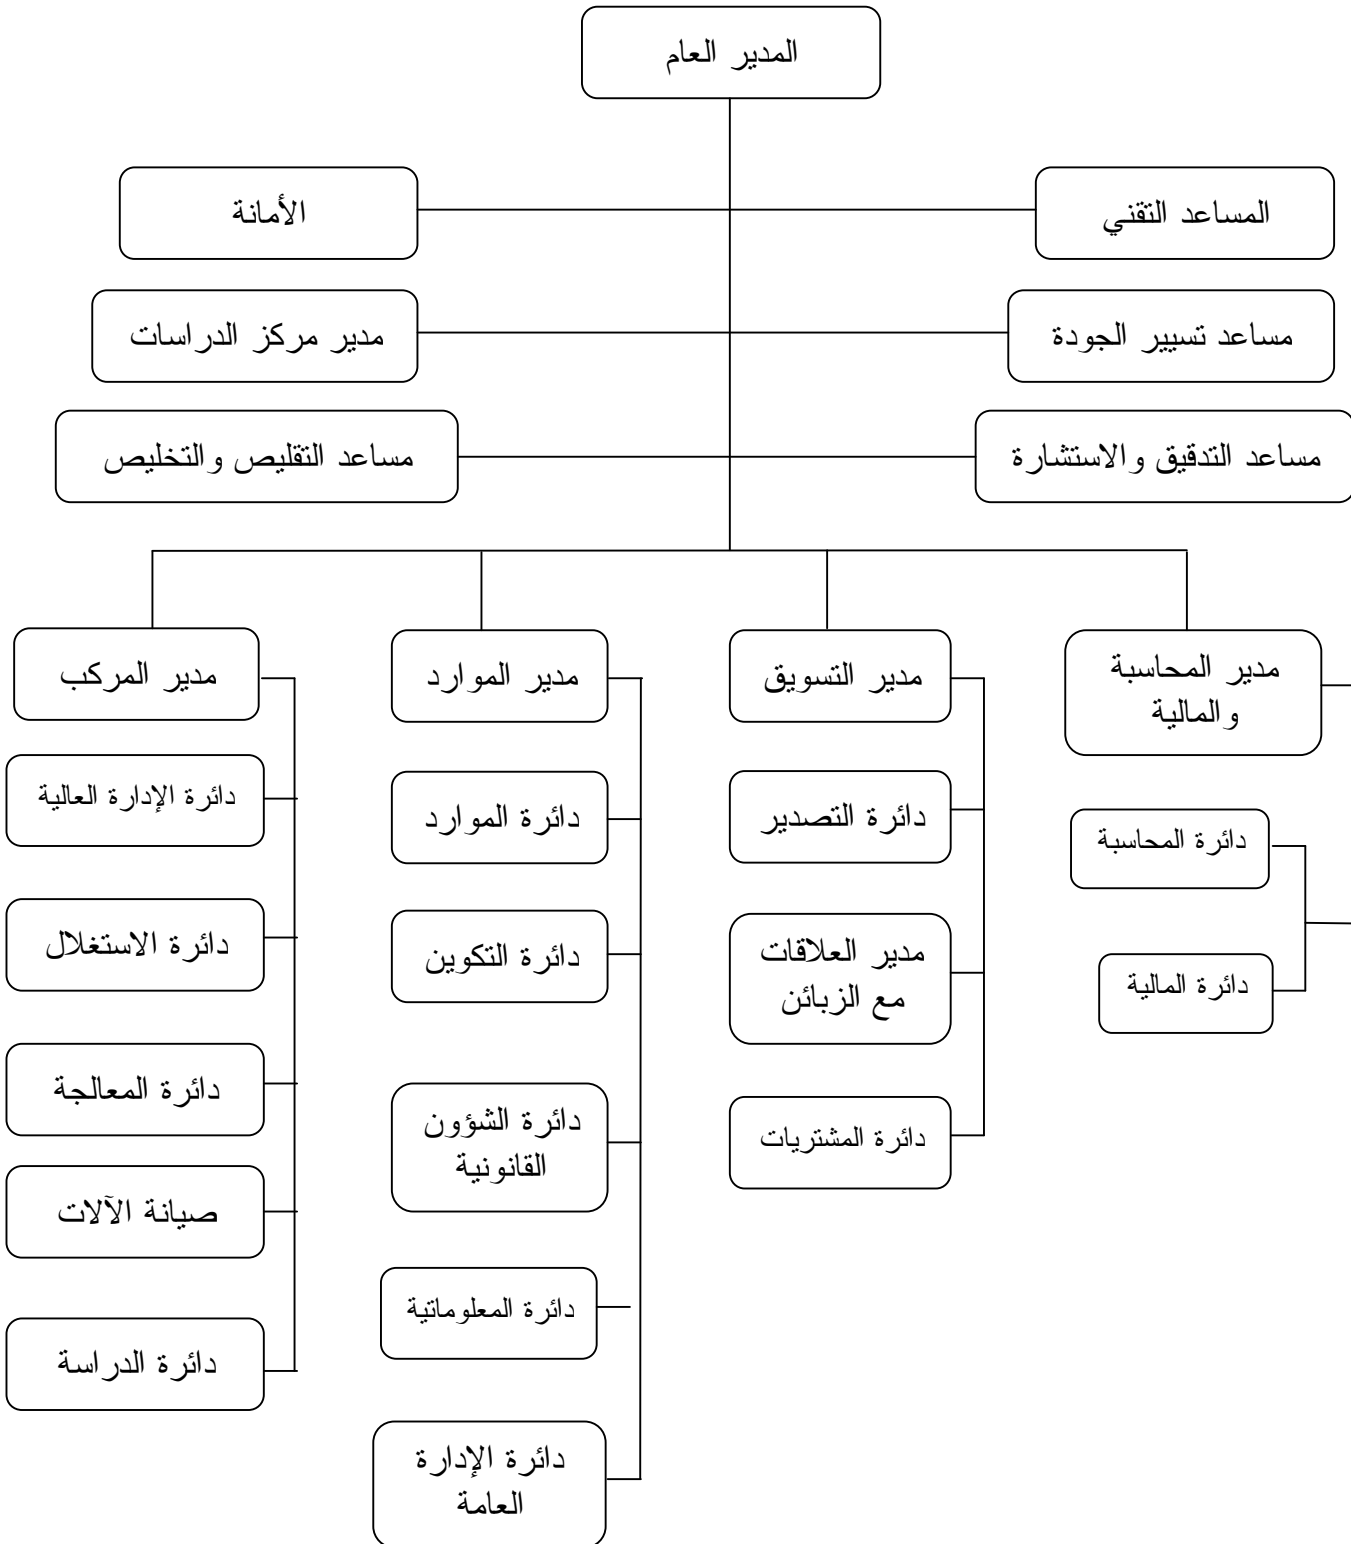 المدير العام
المساعد التقني
الأمانة
مساعد تسيير الجودة
مدير مركز الدراسات
مساعد التدقيق والاستشارة
مساعد التقليص والتخليص
مدير المحاسبة
والمالية
دائرة المحاسبة
دائرة المالية
مدير التسويق
دائرة التصدير
مدير العلاقات
مع الزبائن
دائرة المشتريات
مدير الموارد
دائرة الموارد
دائرة التكوين
دائرة الشؤون
القانونية
دائرة المعلوماتية
دائرة الإدارة
العامة
مدير المركب
دائرة الإدارة العالية
دائرة الاستغلال
دائرة المعالجة
صيانة الآلات
دائرة الدراسة